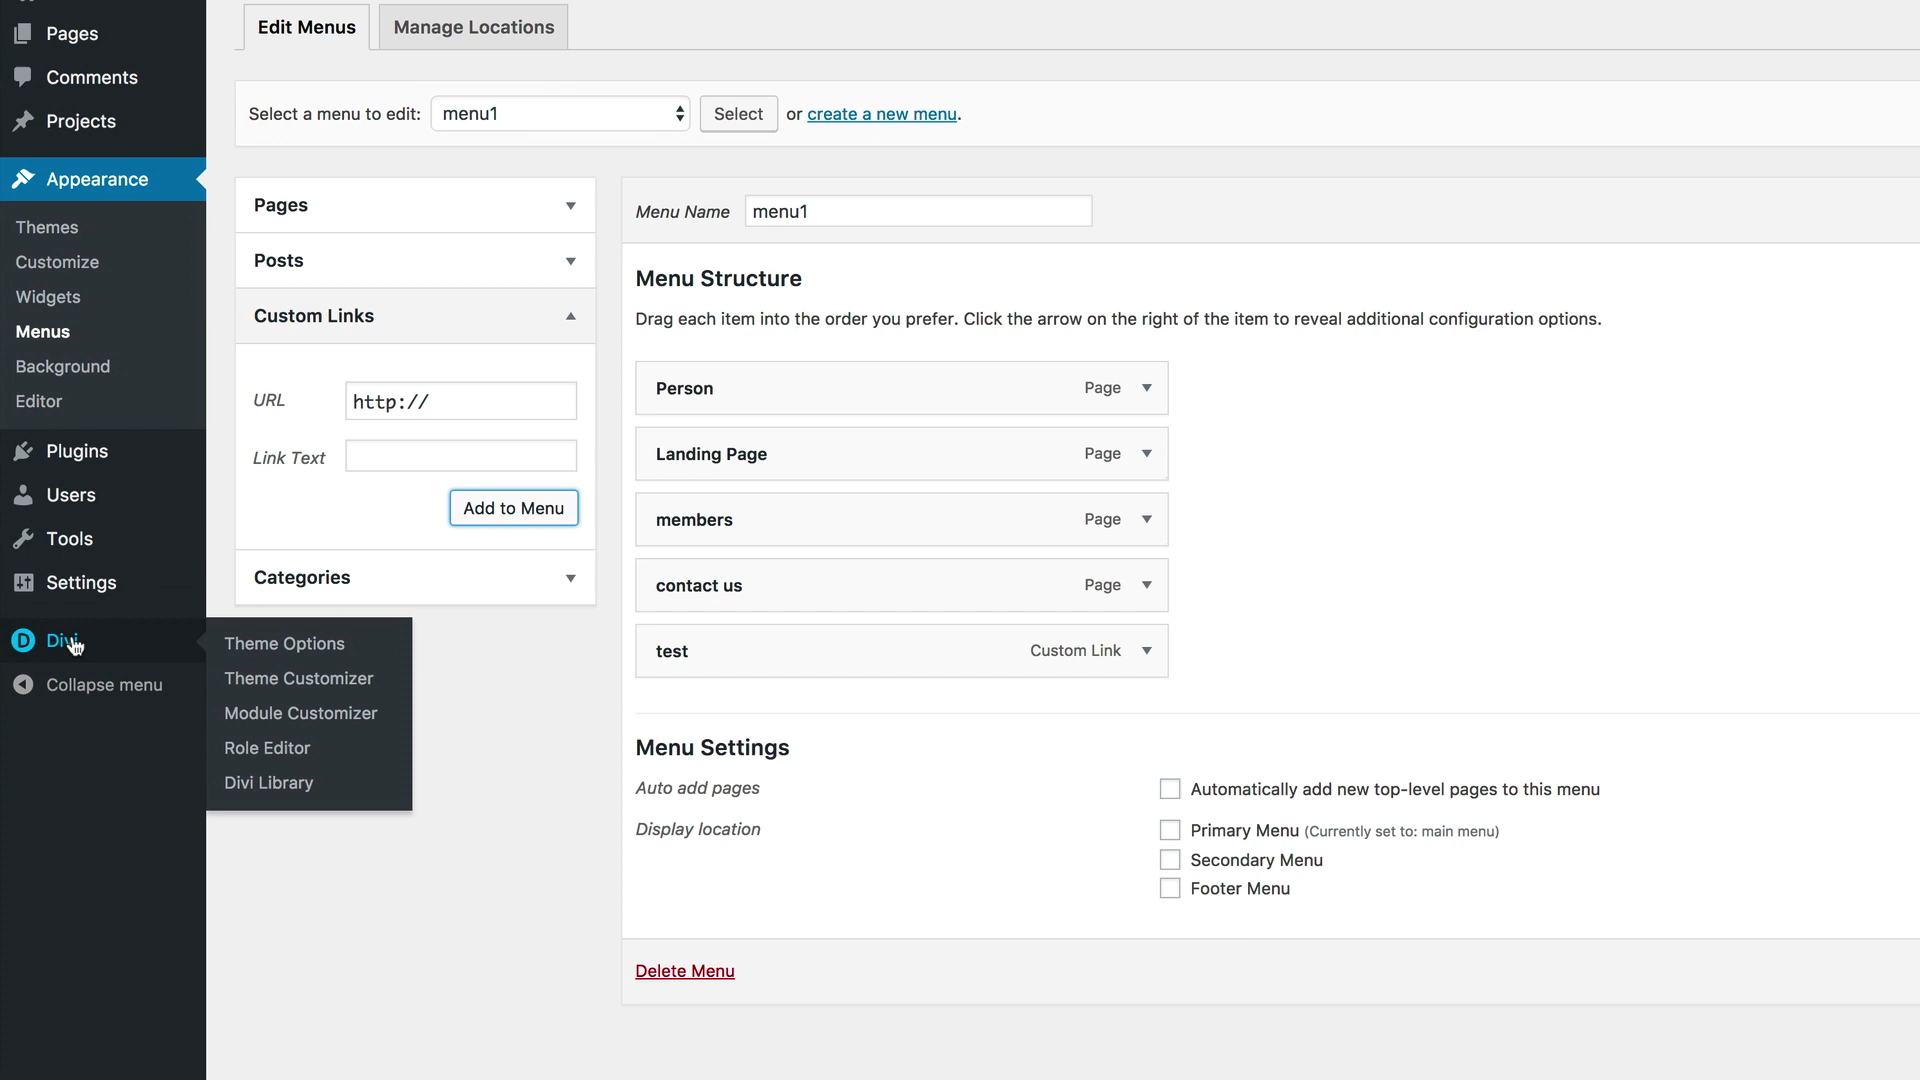 Pages
Comments
Projects
Appearance
Themes
Customize
Widgets
Menus
Background
Editor
Plugins
Users
Tools
Settings
Divi
Collapse menu
Theme Options
Theme Customizer
Module Customizer
Role Editor
Divi Library
Edit Menus
Manage Locations
Select a menu to edit: menu1 Select or create a new menu.
Pages
Posts
Custom Links
URL http://
Link Text
Add to Menu
Categories
Menu Name menu1
Menu Structure
Drag each item into the order you prefer. Click the arrow on the right of the item to reveal additional configuration options.
Person Page
Landing Page Page
members Page
contact us Page
test Custom Link
Menu Settings
Auto add pages Automatically add new top-level pages to this menu
Display location Primary Menu (Currently set to: main menu)
Secondary Menu
Footer Menu
Delete Menu